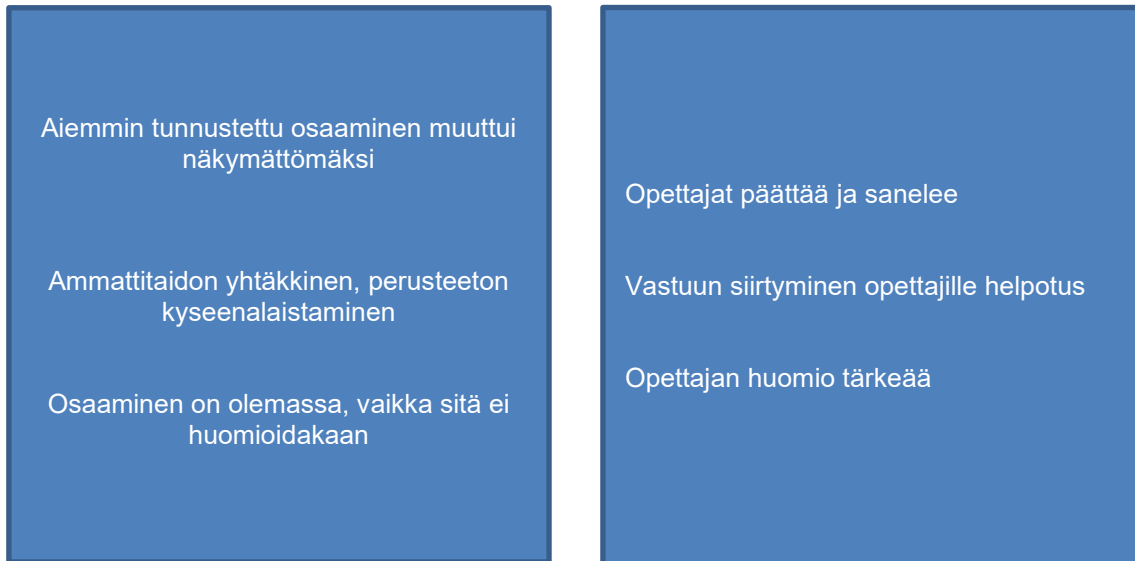 Aiemmin tunnustettu osaaminen muuttui
näkymättömäksi
Ammattitaidon yhtäkkinen, perusteeton
kyseenalaistaminen
Osaaminen on olemassa, vaikka sitä ei
huomioidakaan
Opettajat päättää ja sanelee
Vastuun siirtyminen opettajille helpotus
Opettajan huomio tärkeää